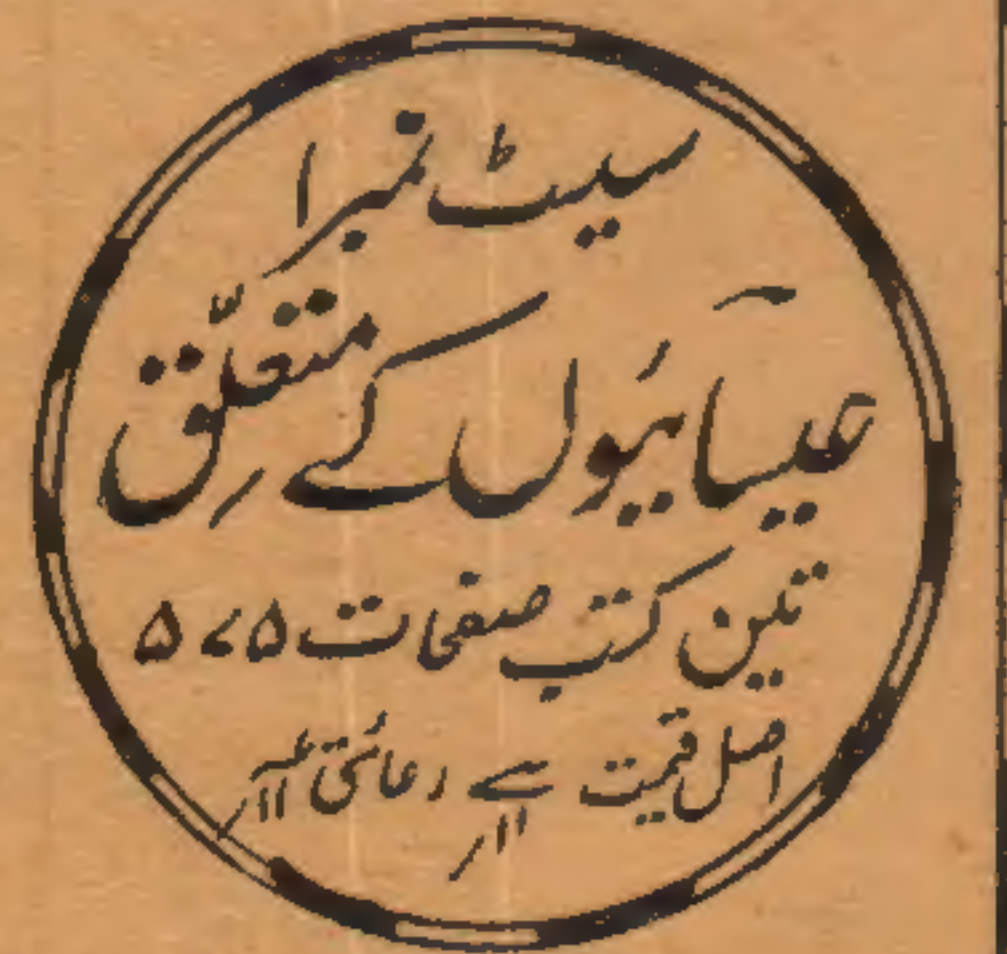 سیٹ نمبر ۱
عیسائیوں کے متعلق
تین کتب صفحات ۵۷۵
اصل قیمت رعائتی